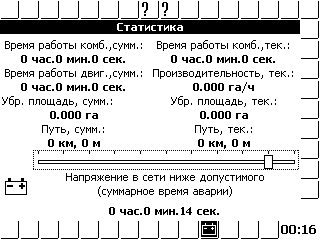 ? ?
Статистика
Время работы комб.,сумм.: Время работы комб.,тек.:
0 час.0 мин.0 сек. 0 час.0 мин.0 сек.
Время работы двиг.,сумм.: Производительность, тек.:
0 час.0 мин.0 сек. 0.000 га/ч
Убр. площадь, сумм.: Убр. площадь, тек.:
0.000 га 0.000 га
Путь, сумм.: Путь, тек.:
0 км, 0 м 0 км, 0 м
Напряжение в сети ниже допустимого
(суммарное время аварии)
0 час.0 мин.14 сек.
00:16